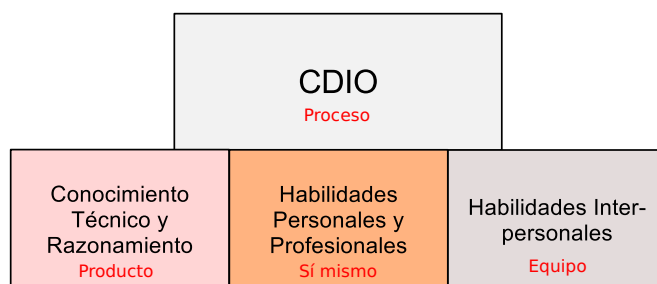 CDIO
Proceso
Conocimiento
Técnico y
Razonamiento
Producto
Habilidades
Personales y
Profesionales
Sí mismo
Habilidades Inter-
personales
Equipo